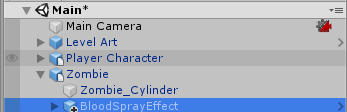 Main*
Main Camera
Level Art
Player Character
Zombie
Zombie_Cylinder
BloodSprayEffect